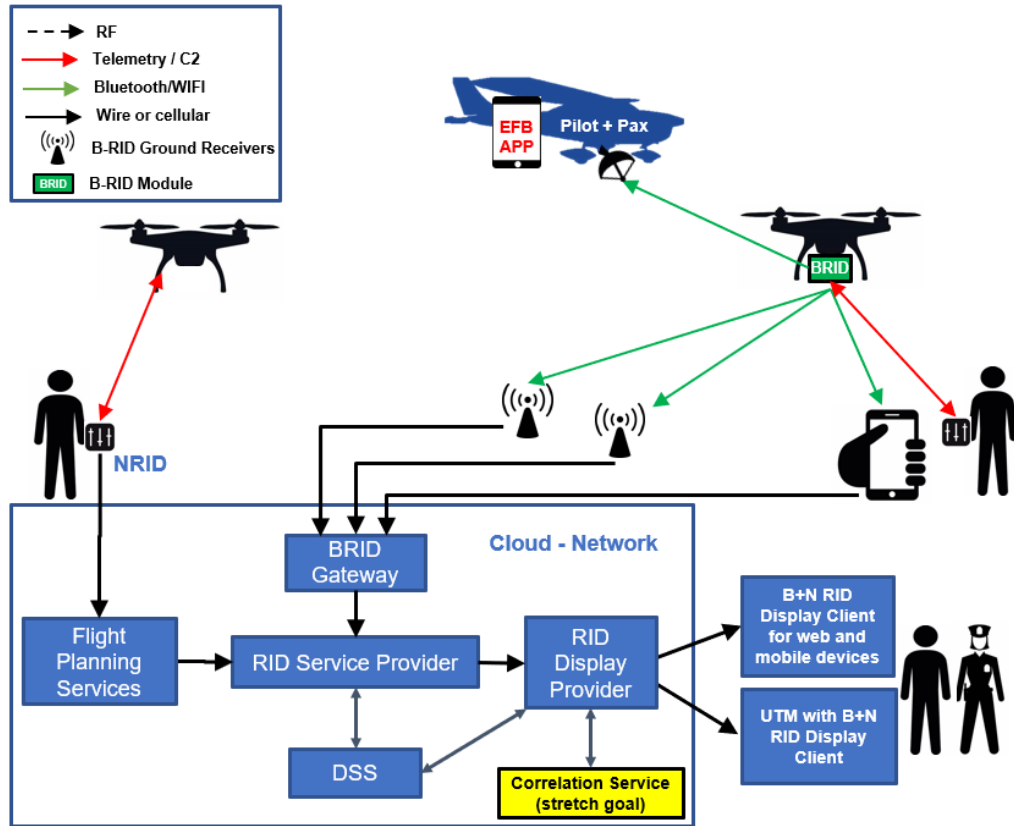 RF
Telemetry / C2
Bluetooth/WIFI
Wire or cellular
B-RID Ground Receivers
BRID
B-RID Module
EFB
APP
Pilot + Pax
BRID
NRID
Cloud - Network
BRID
Gateway
Flight
Planning
Services
RID Service Provider
RID
Display
Provider
DSS
Correlation Service
(stretch goal)
B+N RID
Display Client
for web and
mobile devices
UTM with B+N
RID Display
Client